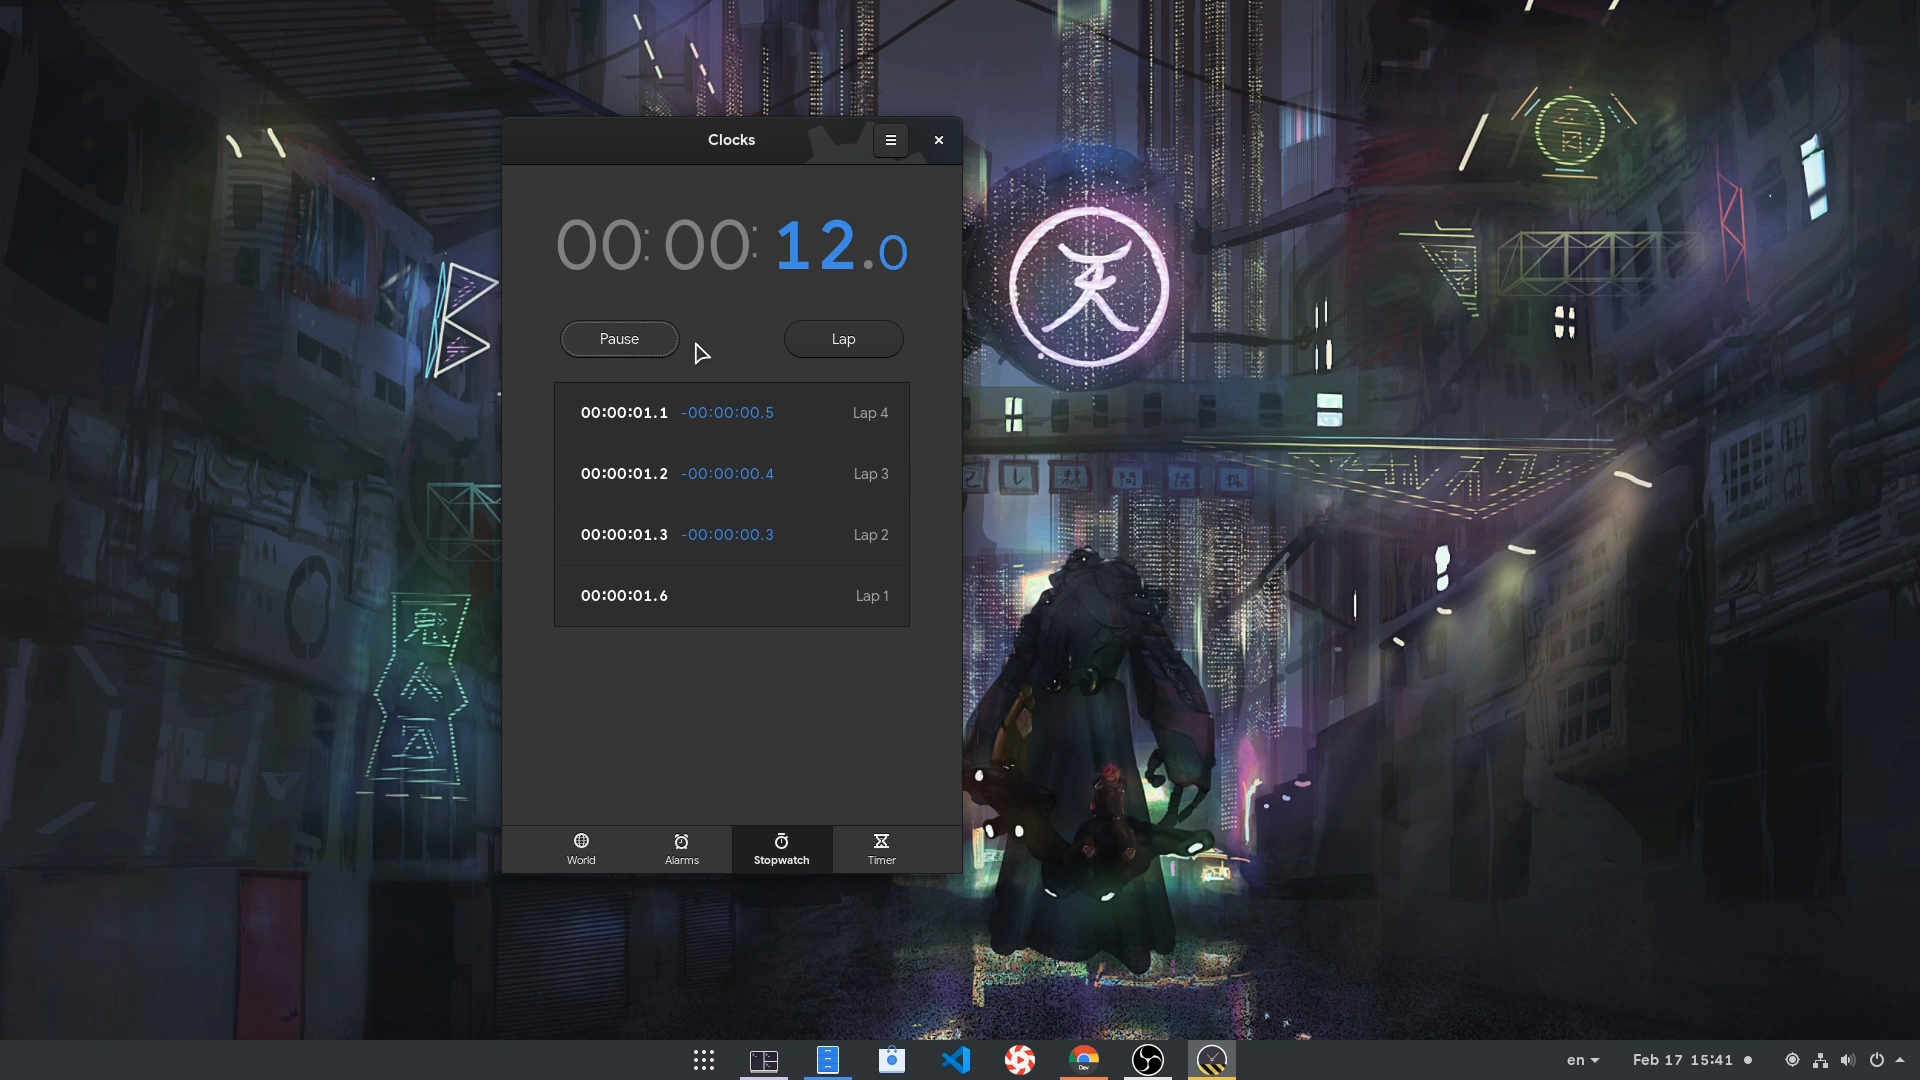 Clocks
00:00:12.0
Pause
Lap
00:00:01.1 -00:00:00.5 Lap 4
00:00:01.2 -00:00:00.4 Lap 3
00:00:01.3 -00:00:00.3 Lap 2
00:00:01.6 Lap 1
World
Alarms
Stopwatch
Timer
天
Dev
en
Feb 17 15:41